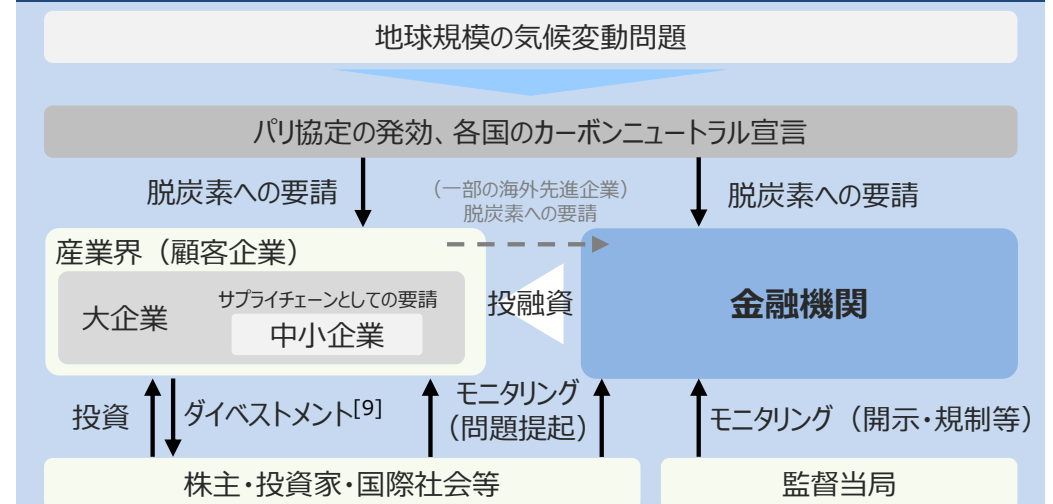 地球規模の気候変動問題
パリ協定の発効、各国のカーボンニュートラル宣言
脱炭素への要請
（一部の海外先進企業）
脱炭素への要請
脱炭素への要請
産業界（顧客企業）
大企業
サプライチェーンとしての要請
中小企業
投融資
金融機関
投資
ダイベストメント[9]
モニタリング
（問題提起）
モニタリング（開示・規制等）
株主・投資家・国際社会等
監督当局